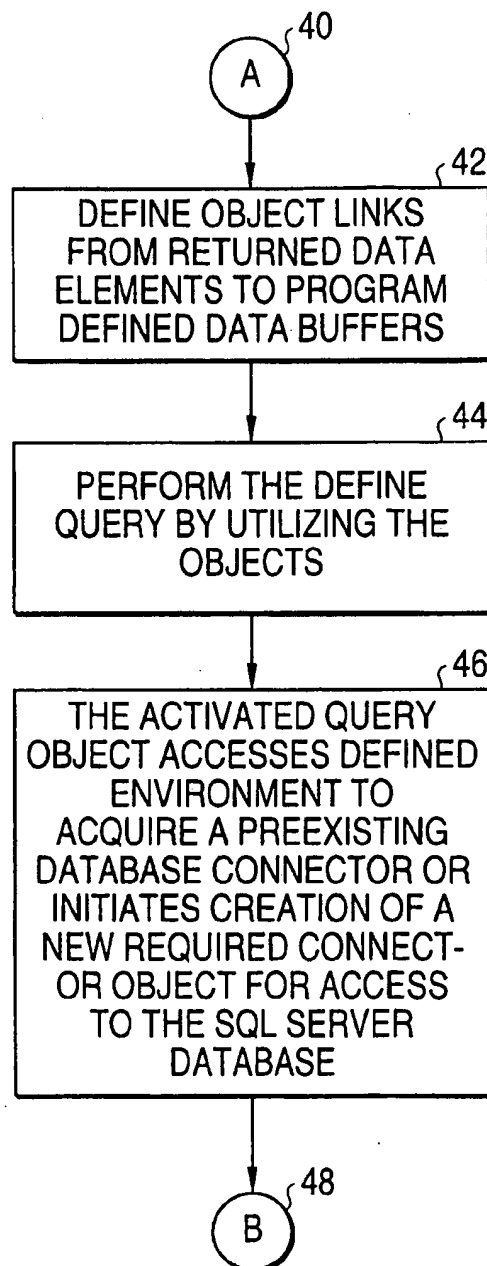 40
A
42
DEFINE OBJECT LINKS
FROM RETURNED DATA
ELEMENTS TO PROGRAM
DEFINED DATA BUFFERS
44
PERFORM THE DEFINE
QUERY BY UTILIZING THE
OBJECTS
46
THE ACTIVATED QUERY
OBJECT ACCESSES DEFINED
ENVIRONMENT TO
ACQUIRE A PREEXISTING
DATABASE CONNECTOR OR
INITIATES CREATION OF A
NEW REQUIRED CONNECT-
OR OBJECT FOR ACCESS
TO THE SQL SERVER
DATABASE
48
B